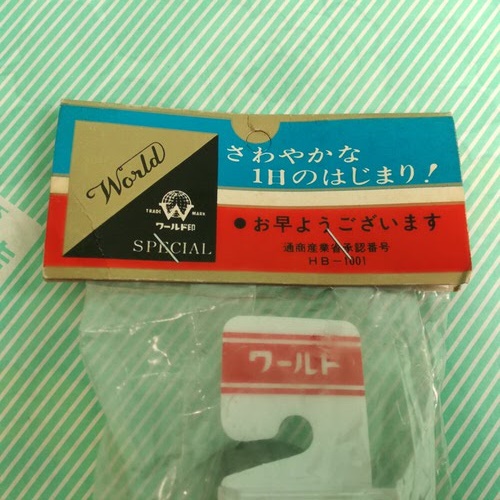 World
TRADE MARK
ワールド印
SPECIAL
さわやかな
1日のはじまり!
●お早ようございます
通商産業省承認番号
HB-1001
ワールド